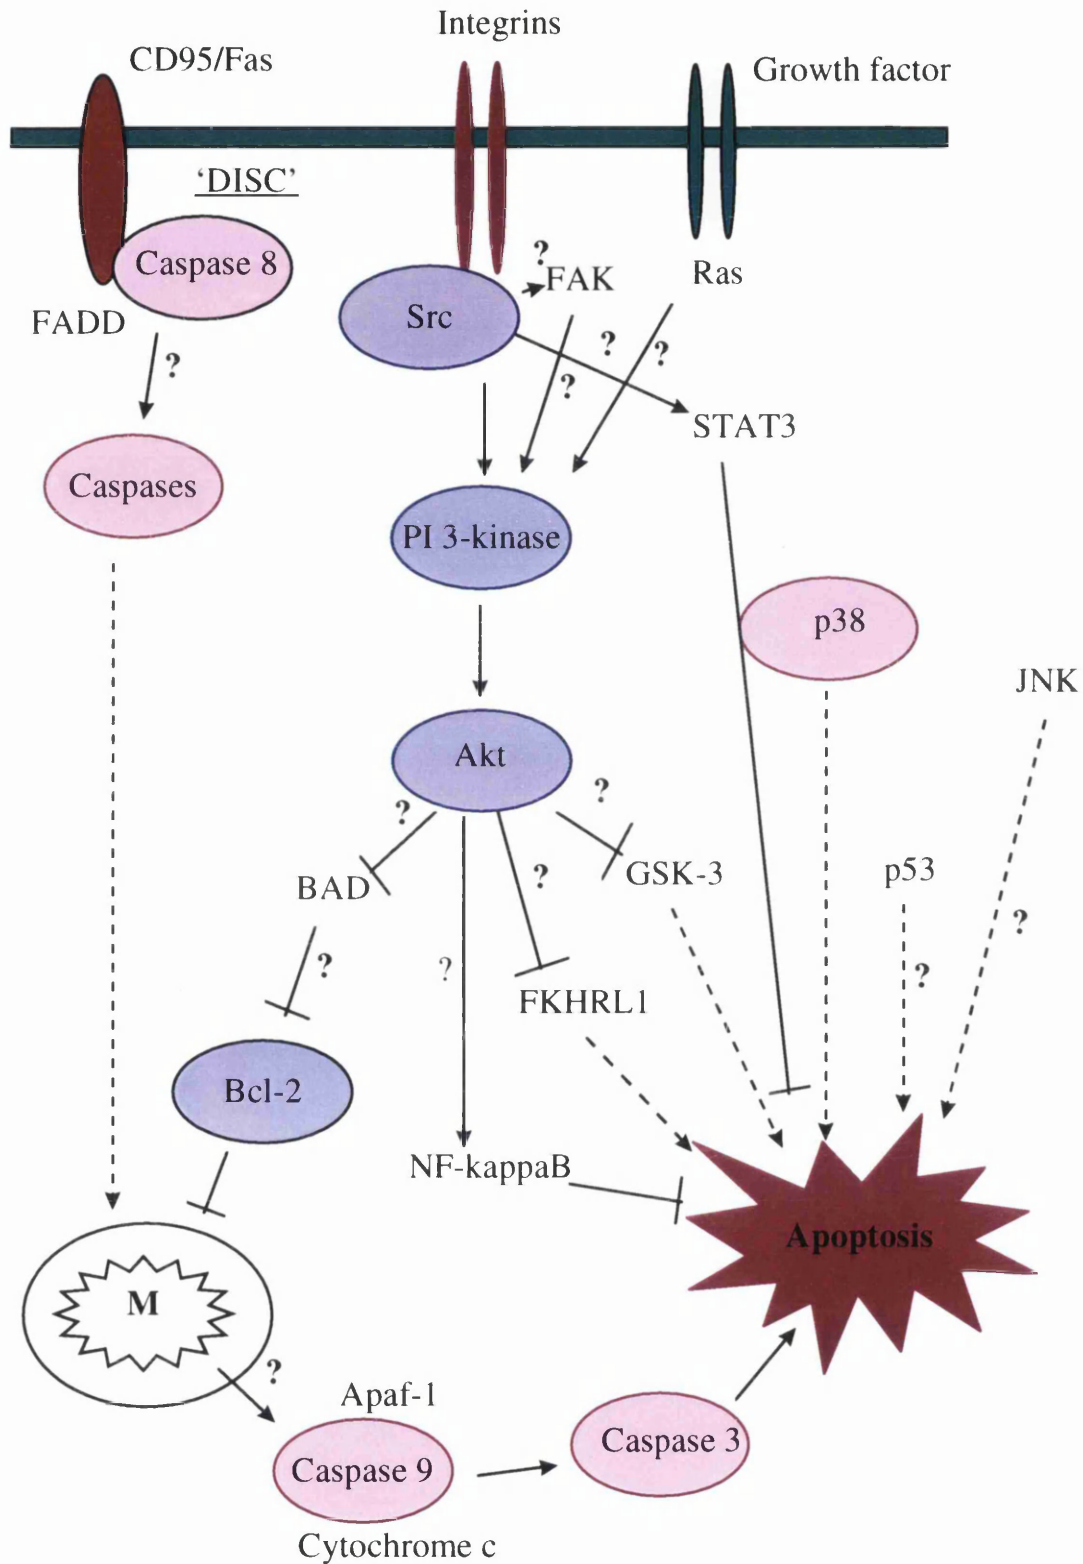 Integrins
CD95/Fas
Growth factor
'DISC'
Caspase 8
?
FAK
Ras
Src
FADD
?
?
?
?
STAT3
Caspases
PI 3-kinase
p38
JNK
Akt
?
?
BAD
?
GSK-3
p53
?
?
?
?
FKHRL1
Bcl-2
NF-kappaB
Apoptosis
M
?
Apaf-1
Caspase 3
Caspase 9
Cytochrome c